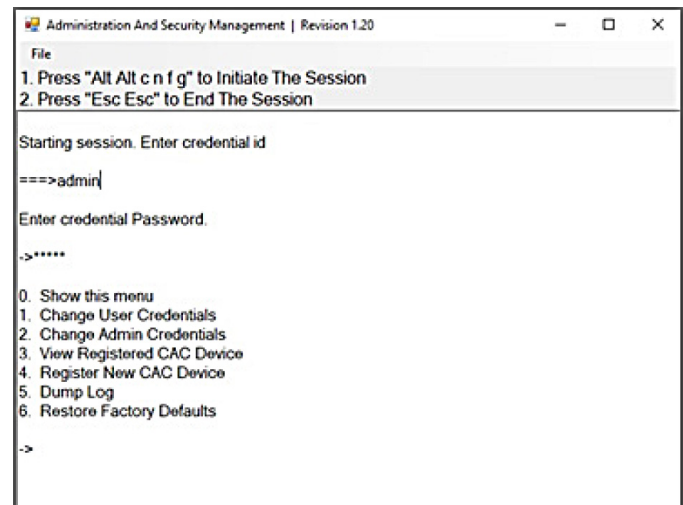 Administration And Security Management | Revision 1.20
File
1. Press "Alt Alt c n f g" to Initiate The Session
2. Press "Esc Esc" to End The Session
Starting session. Enter credential id
===>admin
Enter credential Password.
->*****
0. Show this menu
1. Change User Credentials
2. Change Admin Credentials
3. View Registered CAC Device
4. Register New CAC Device
5. Dump Log
6. Restore Factory Defaults
->